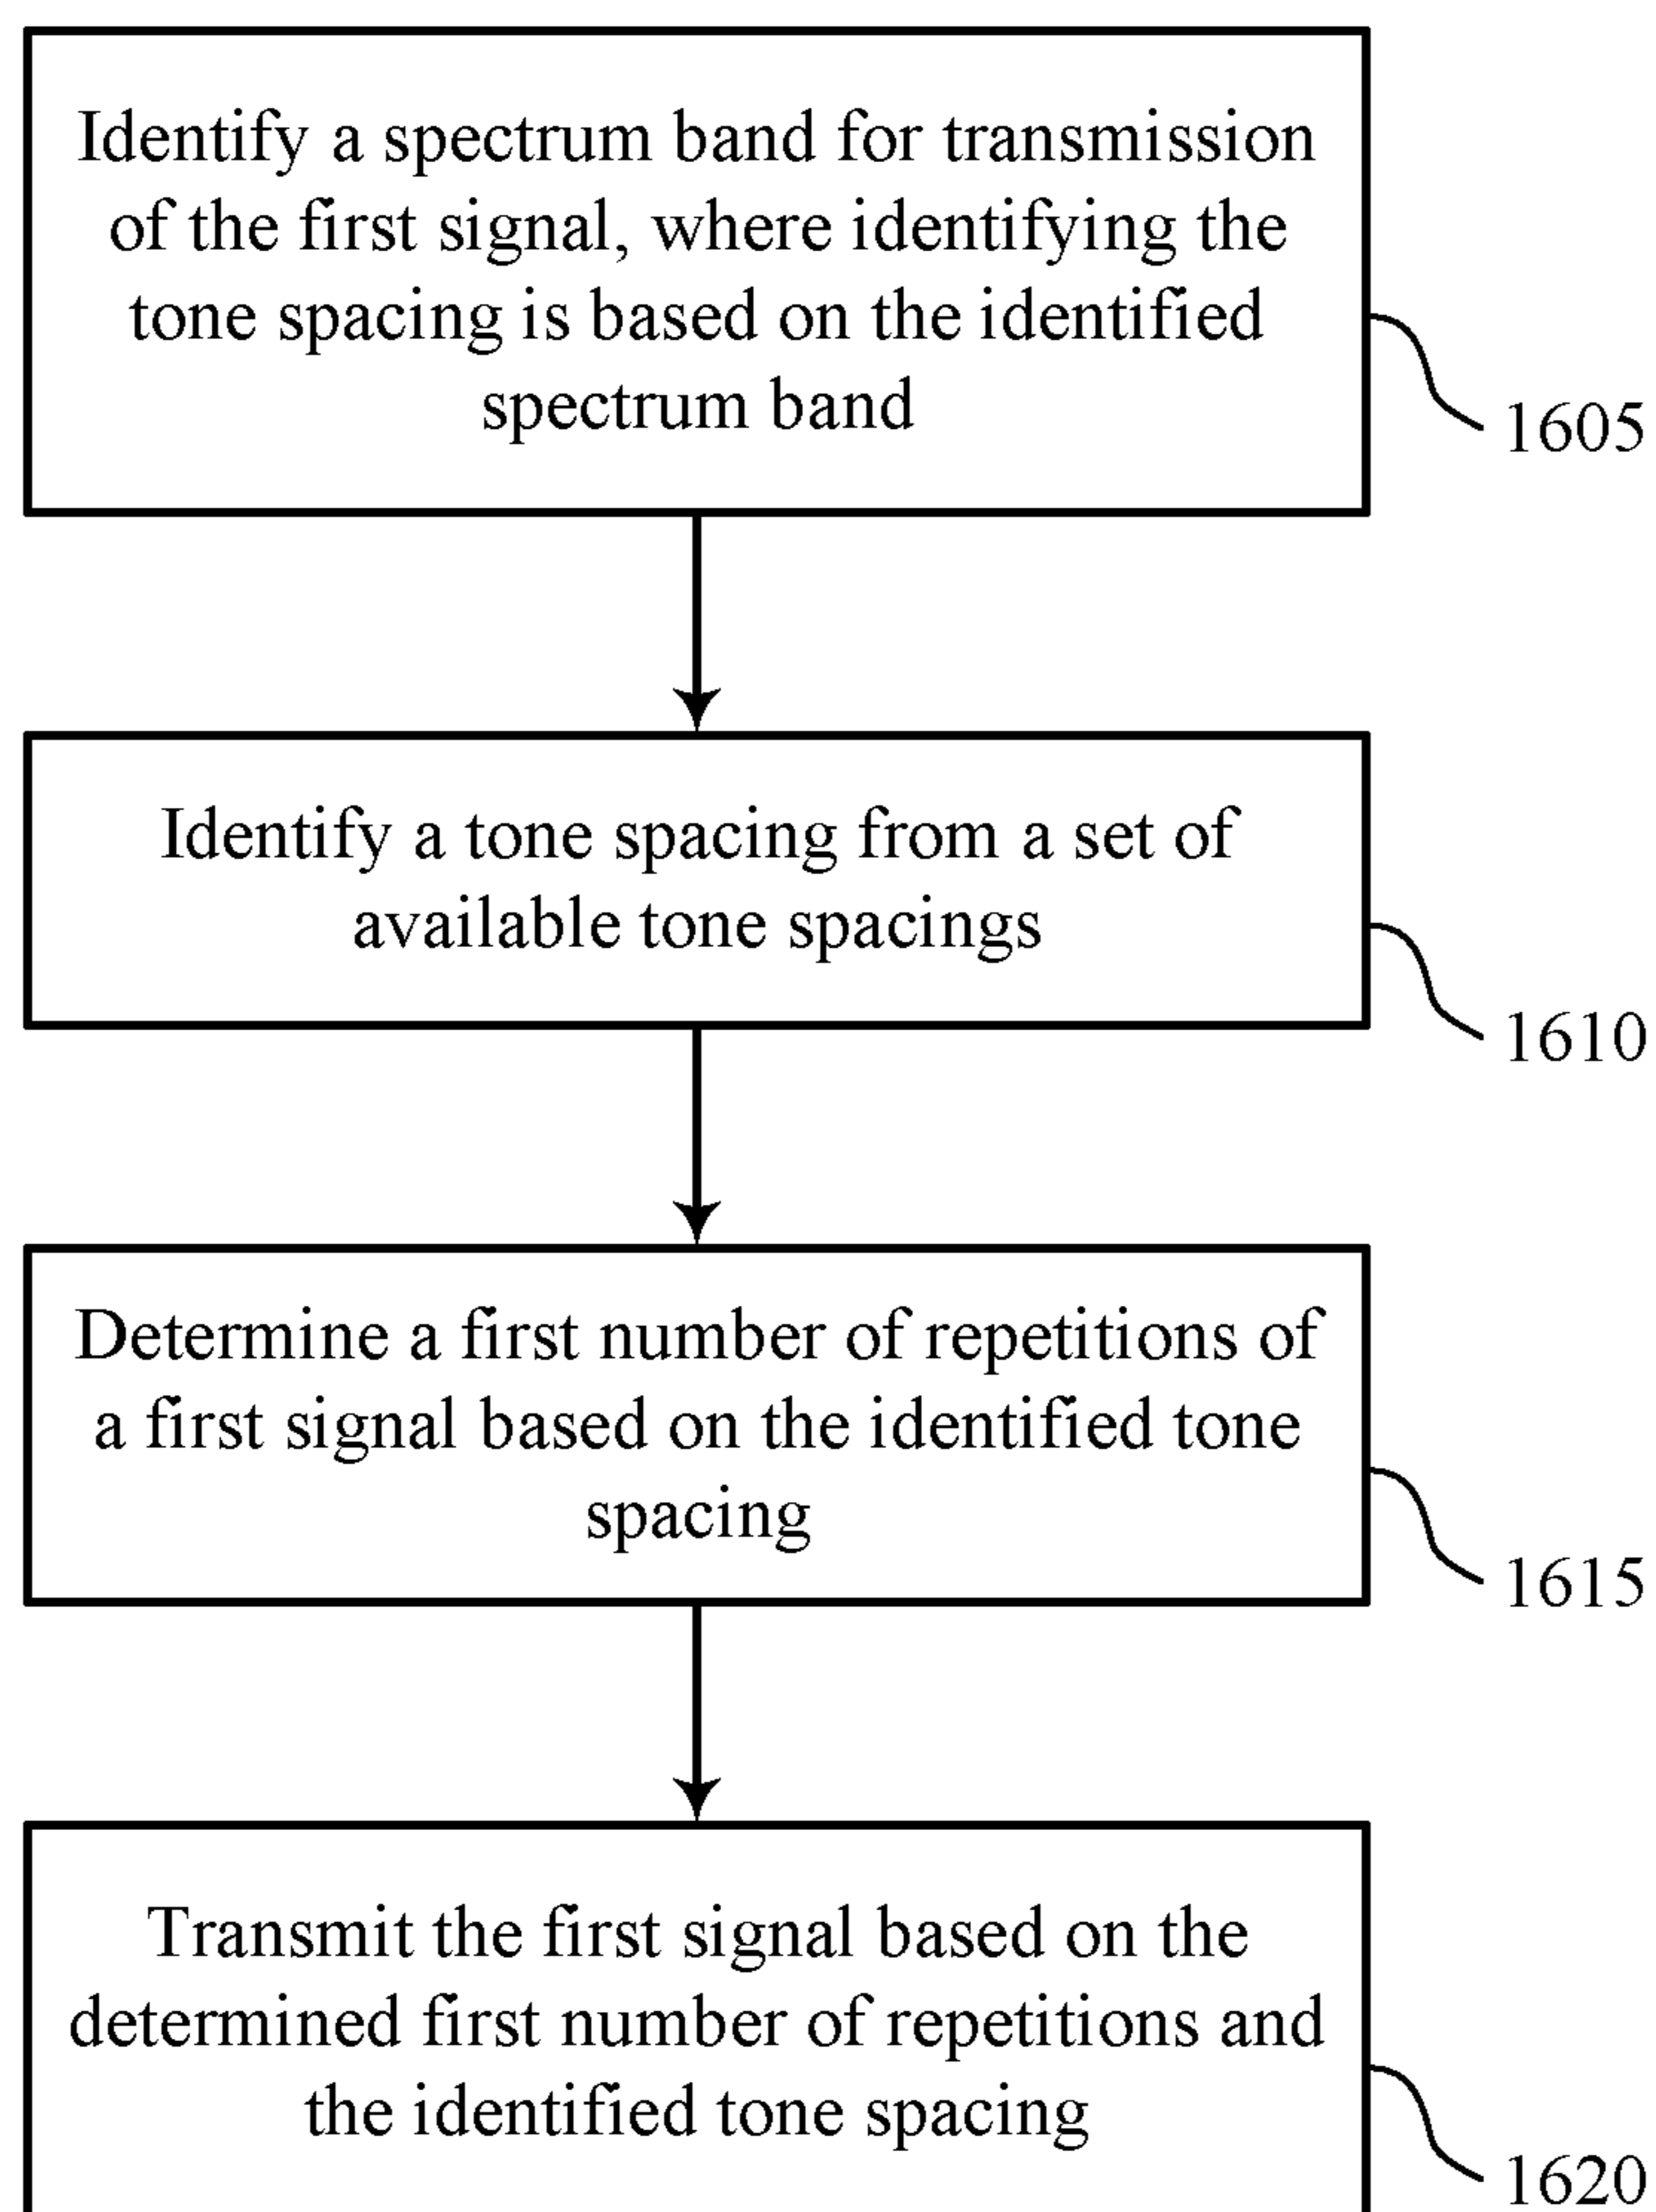 Identify a spectrum band for transmission
of the first signal, where identifying the
tone spacing is based on the identified
spectrum band
1605
Identify a tone spacing from a set of
available tone spacings
1610
Determine a first number of repetitions of
a first signal based on the identified tone
spacing
1615
Transmit the first signal based on the
determined first number of repetitions and
the identified tone spacing
1620